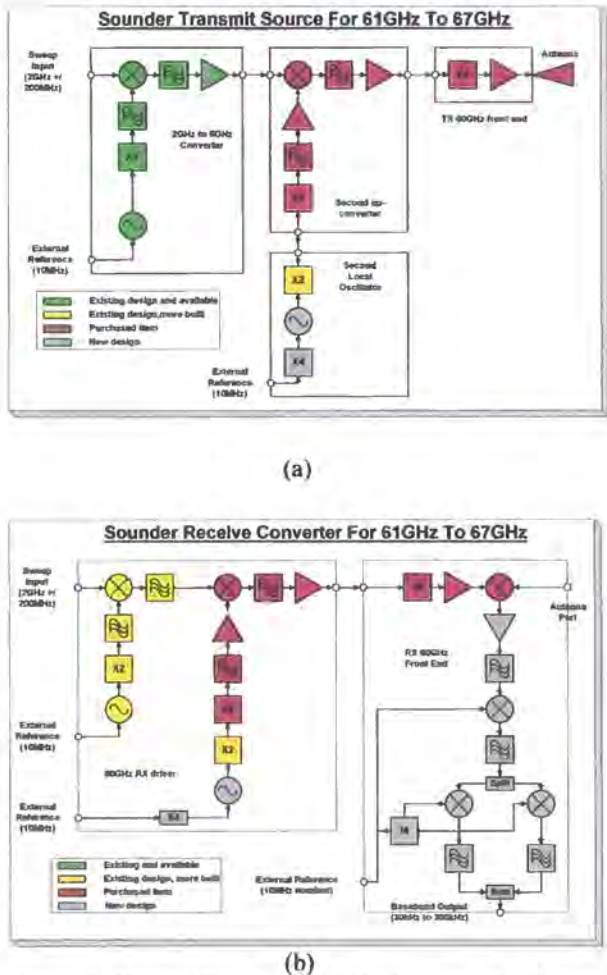 Sounder Transmit Source For 61GHz To 67GHz
Sweep
Input
(2GHz +/
200MHz)
Antenna
TX 60GHz front end
2GHz to 6GHz
Converter
Second up-
converter
External
Reference
(10MHz)
X2
Second
Local
Oscillator
X4
External
Reference
(10MHz)
Existing design and available
Existing design, more built
Purchased item
New design
(a)
Sounder Receive Converter For 61GHz To 67GHz
Sweep
Input
(2GHz +/
200MHz)
Antenna
Port
RX 60GHz
Front End
X2
External
Reference
(10MHz)
60GHz RX driver
X2
External
Reference
(10MHz)
Split
Existing and available
Existing design, more built
Purchased item
New design
External Reference
(10MHz nominal)
Sum
Baseband Output
(b)